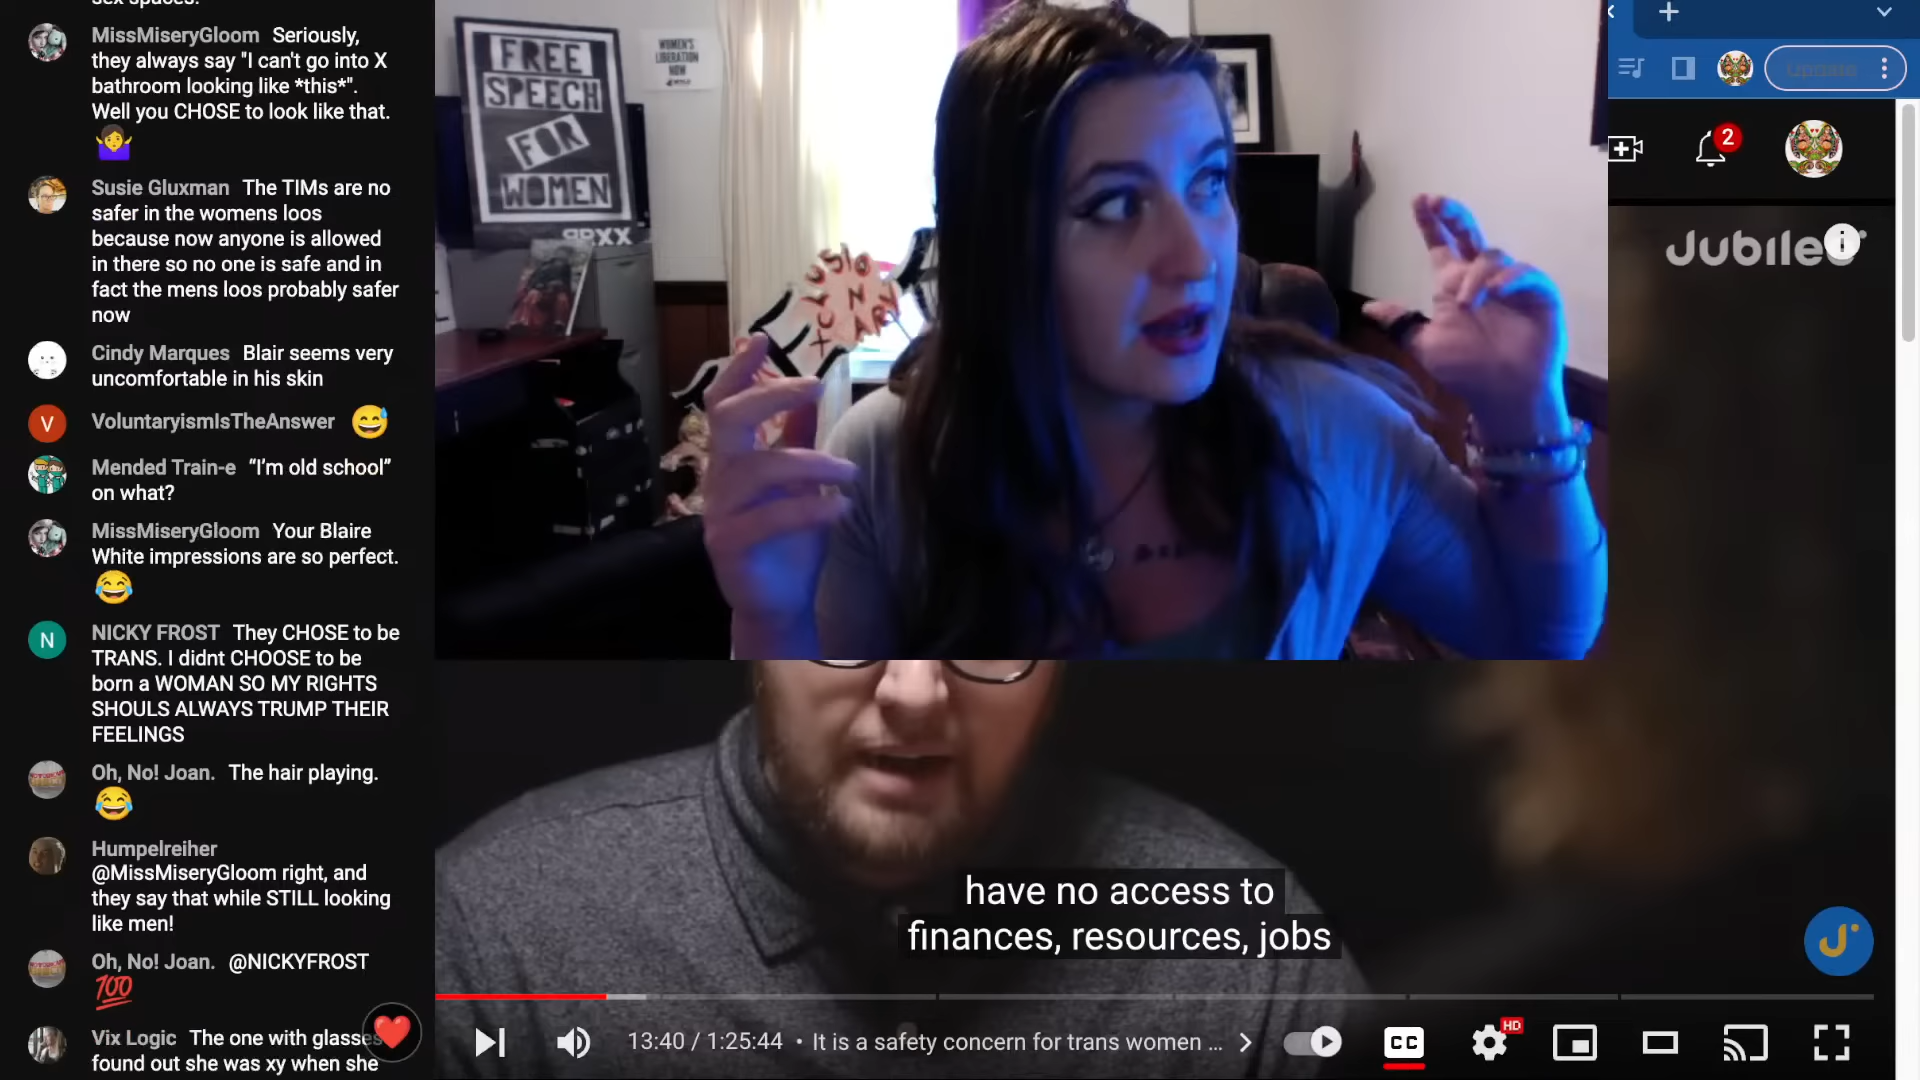 MissMiseryGloom Seriously,
they always say "I can't go into X
bathroom looking like *this*".
Well you CHOSE to look like that.
Susie Gluxman The TIMs are no
safer in the womens loos
because now anyone is allowed
in there so no one is safe and in
fact the mens loos probably safer
now
Cindy Marques Blair seems very
uncomfortable in his skin
V
VoluntaryismIsTheAnswer
Mended Train-e “I’m old school”
on what?
MissMiseryGloom Your Blaire
White impressions are so perfect.
N
NICKY FROST They CHOSE to be
TRANS. I didnt CHOOSE to be
born a WOMAN SO MY RIGHTS
SHOULS ALWAYS TRUMP THEIR
FEELINGS
Oh, No! Joan. The hair playing.
Humpelreiher
@MissMiseryGloom right, and
they say that while STILL looking
like men!
Oh, No! Joan. @NICKYFROST
100
Vix Logic The one with glasses
found out she was xy when she
FREE
SPEECH
FOR
WOMEN
WOMEN'S
LIBERATION
NOW
Update
2
Jubilee
i
have no access to
finances, resources, jobs
J
13:40 / 1:25:44 • It is a safety concern for trans women ...
CC
HD